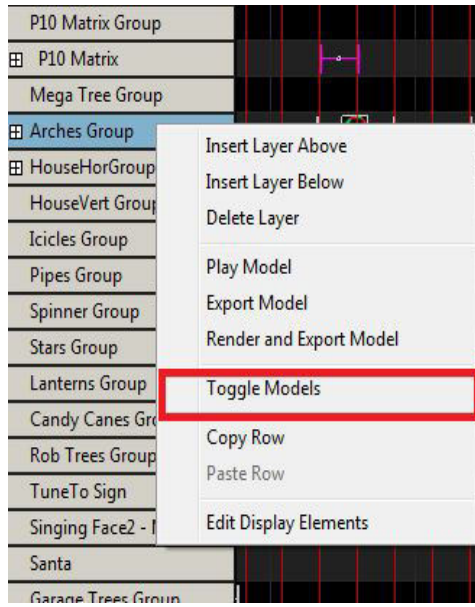 P10 Matrix Group
P10 Matrix
Mega Tree Group
Arches Group
HouseHorGroup
HouseVert Group
Icicles Group
Pipes Group
Spinner Group
Stars Group
Lanterns Group
Candy Canes Gro
Rob Trees Group
TuneTo Sign
Singing Face2 -
Santa
Garage Trees Group
Insert Layer Above
Insert Layer Below
Delete Layer
Play Model
Export Model
Render and Export Model
Toggle Models
Copy Row
Paste Row
Edit Display Elements